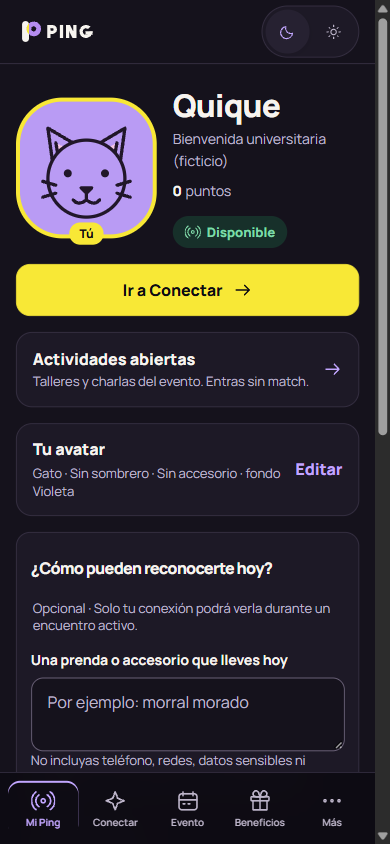 PING
Quique
Bienvenida universitaria
(ficticio)
0 puntos
Tú
Disponible
Ir a Conectar
Actividades abiertas
Talleres y charlas del evento. Entras sin match.
Tu avatar
Gato · Sin sombrero · Sin accesorio · fondo
Violeta
Editar
¿Cómo pueden reconocerte hoy?
Opcional · Solo tu conexión podrá verla durante un
encuentro activo.
Una prenda o accesorio que lleves hoy
Por ejemplo: morral morado
No incluyas teléfono, redes, datos sensibles ni
Mi Ping
Conectar
Evento
Beneficios
Más